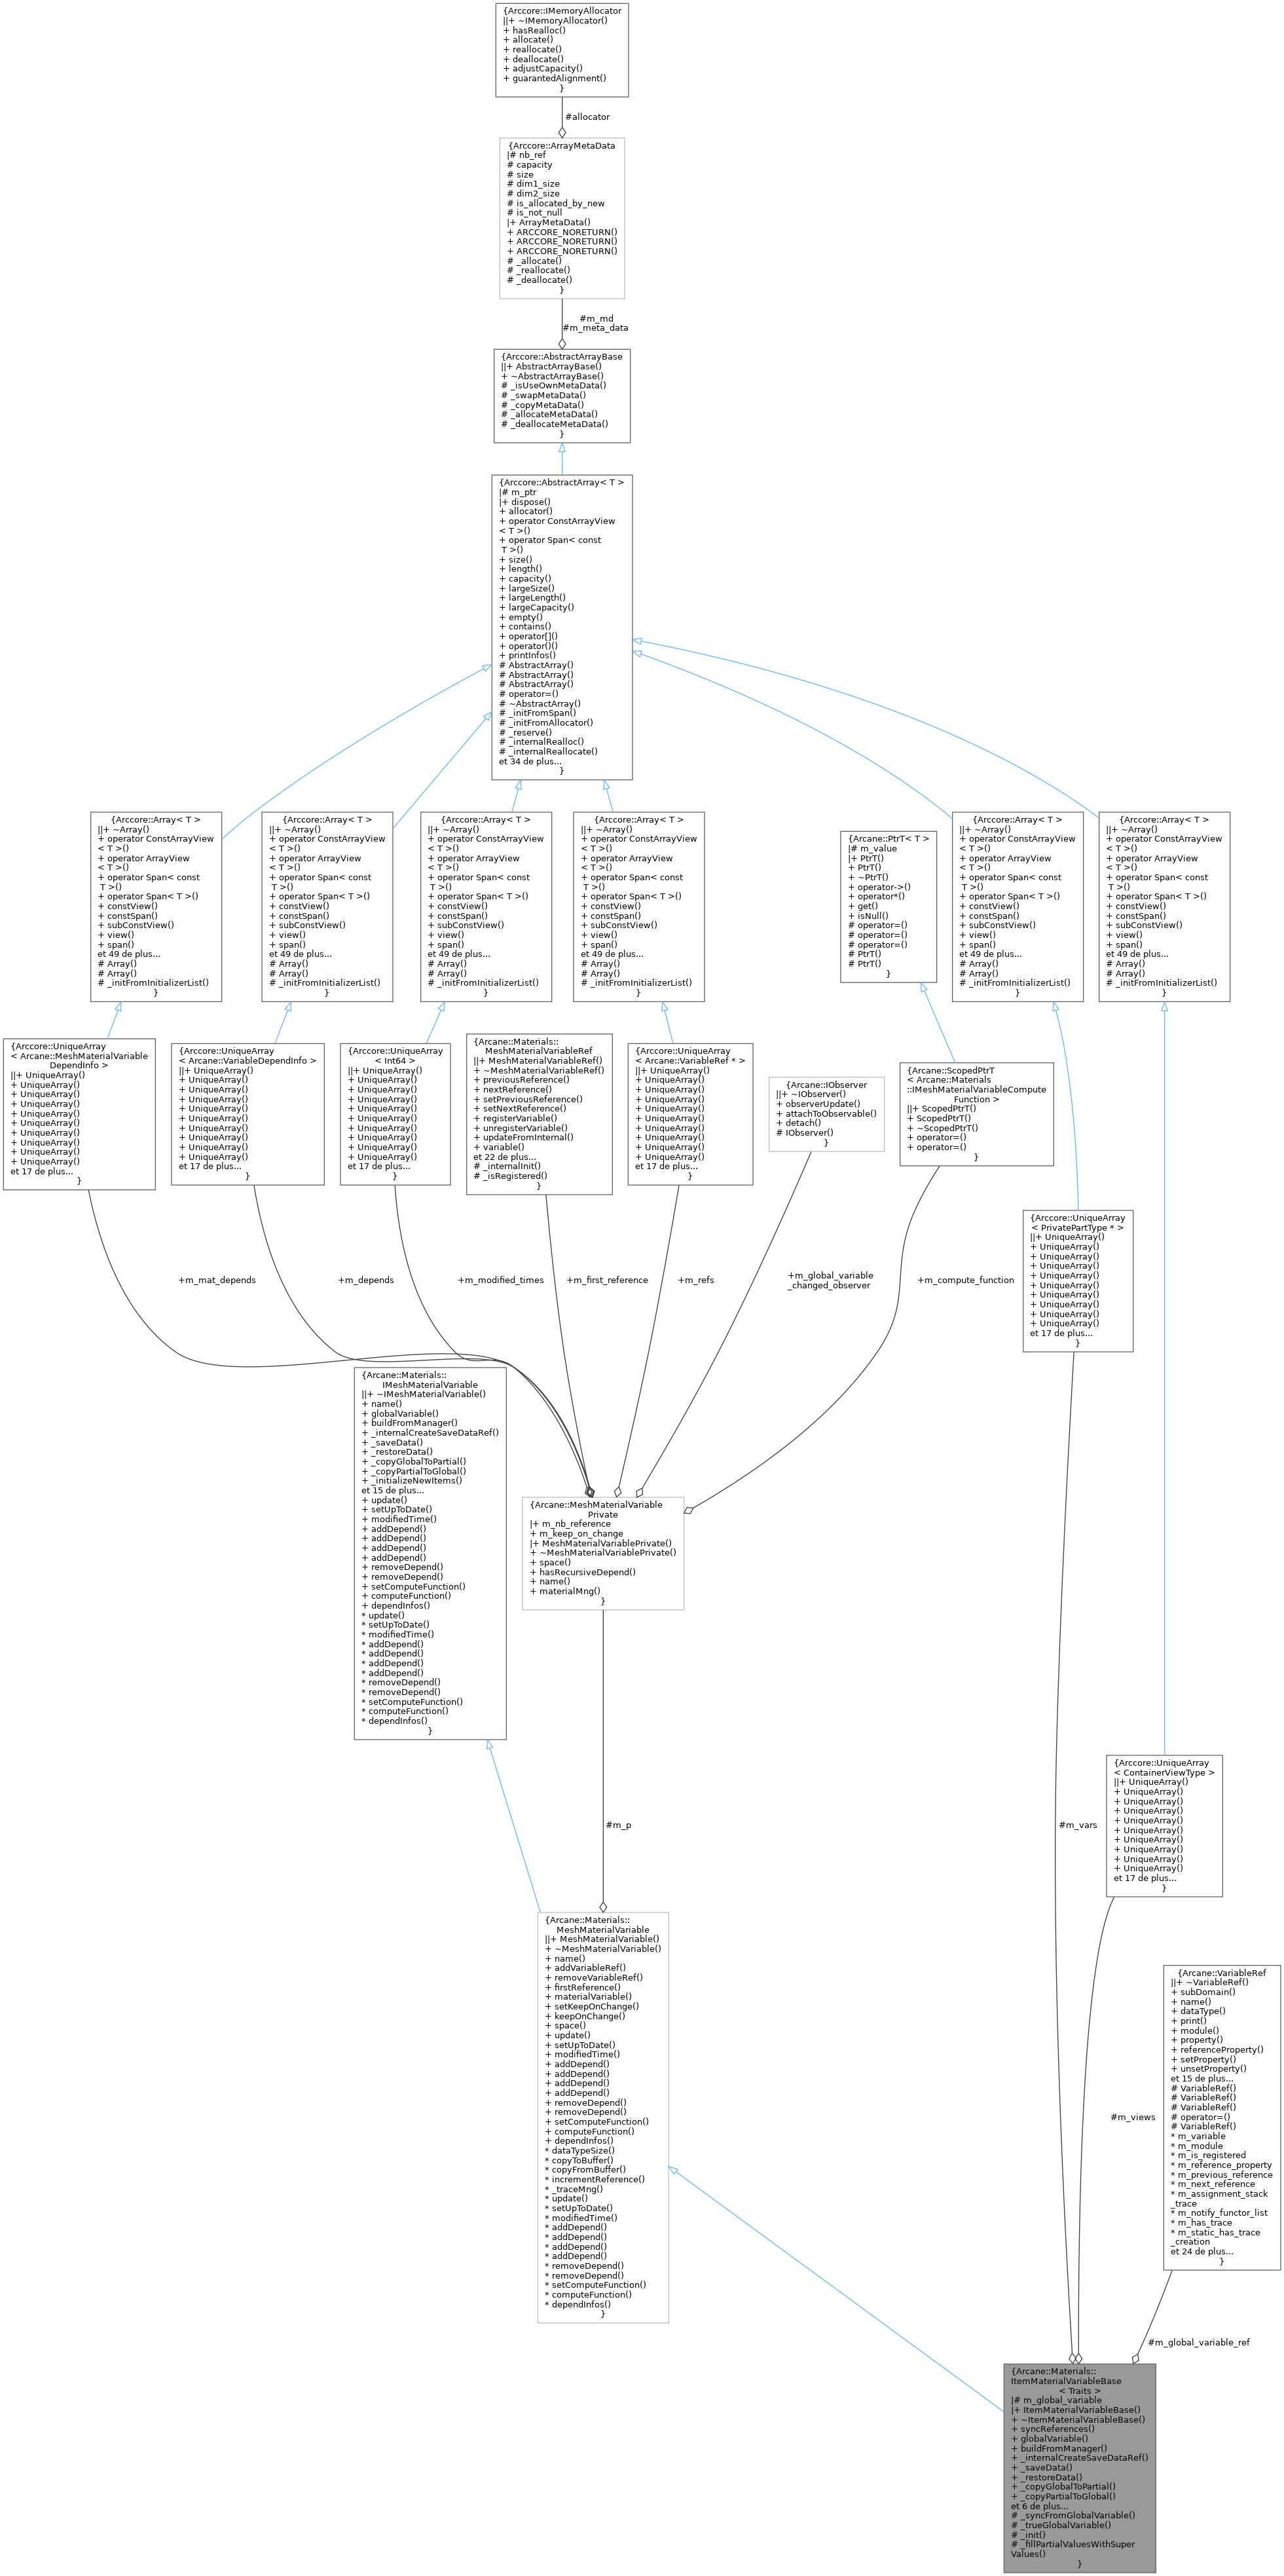 {Arccore::IMemoryAllocator
||+ ~IMemoryAllocator()
+ hasRealloc()
+ allocate()
+ reallocate()
+ deallocate()
+ adjustCapacity()
+ guarantedAlignment()
}
#allocator
{Arccore::ArrayMetaData
|# nb_ref
# capacity
# size
# dim1_size
# dim2_size
# is_allocated_by_new
# is_not_null
|+ ArrayMetaData()
+ ARCCORE_NORETURN()
+ ARCCORE_NORETURN()
+ ARCCORE_NORETURN()
# _allocate()
# _reallocate()
# _deallocate()
}
#m_md
#m_meta_data
{Arccore::AbstractArrayBase
||+ AbstractArrayBase()
+ ~AbstractArrayBase()
# _isUseOwnMetaData()
# _swapMetaData()
# _copyMetaData()
# _allocateMetaData()
# _deallocateMetaData()
}
{Arccore::AbstractArray< T >
|# m_ptr
|+ dispose()
+ allocator()
+ operator ConstArrayView
< T >()
+ operator Span< const
T >()
+ size()
+ length()
+ capacity()
+ largeSize()
+ largeLength()
+ largeCapacity()
+ empty()
+ contains()
+ operator[]()
+ operator()()
+ printInfos()
# AbstractArray()
# AbstractArray()
# AbstractArray()
# operator=()
# ~AbstractArray()
# _initFromSpan()
# _initFromAllocator()
# _reserve()
# _internalRealloc()
# _internalReallocate()
et 34 de plus...
}
{Arccore::Array< T >
||+ ~Array()
+ operator ConstArrayView
< T >()
+ operator ArrayView
< T >()
+ operator Span< const
T >()
+ operator Span< T >()
+ constView()
+ constSpan()
+ subConstView()
+ view()
+ span()
et 49 de plus...
# Array()
# Array()
# _initFromInitializerList()
}
{Arccore::Array< T >
||+ ~Array()
+ operator ConstArrayView
< T >()
+ operator ArrayView
< T >()
+ operator Span< const
T >()
+ operator Span< T >()
+ constView()
+ constSpan()
+ subConstView()
+ view()
+ span()
et 49 de plus...
# Array()
# Array()
# _initFromInitializerList()
}
{Arccore::Array< T >
||+ ~Array()
+ operator ConstArrayView
< T >()
+ operator ArrayView
< T >()
+ operator Span< const
T >()
+ operator Span< T >()
+ constView()
+ constSpan()
+ subConstView()
+ view()
+ span()
et 49 de plus...
# Array()
# Array()
# _initFromInitializerList()
}
{Arccore::Array< T >
||+ ~Array()
+ operator ConstArrayView
< T >()
+ operator ArrayView
< T >()
+ operator Span< const
T >()
+ operator Span< T >()
+ constView()
+ constSpan()
+ subConstView()
+ view()
+ span()
et 49 de plus...
# Array()
# Array()
# _initFromInitializerList()
}
{Arcane::PtrT< T >
|# m_value
|+ PtrT()
+ PtrT()
+ ~PtrT()
+ operator->()
+ operator*()
+ get()
+ isNull()
# operator=()
# operator=()
# operator=()
# PtrT()
# PtrT()
}
{Arccore::Array< T >
||+ ~Array()
+ operator ConstArrayView
< T >()
+ operator ArrayView
< T >()
+ operator Span< const
T >()
+ operator Span< T >()
+ constView()
+ constSpan()
+ subConstView()
+ view()
+ span()
et 49 de plus...
# Array()
# Array()
# _initFromInitializerList()
}
{Arccore::Array< T >
||+ ~Array()
+ operator ConstArrayView
< T >()
+ operator ArrayView
< T >()
+ operator Span< const
T >()
+ operator Span< T >()
+ constView()
+ constSpan()
+ subConstView()
+ view()
+ span()
et 49 de plus...
# Array()
# Array()
# _initFromInitializerList()
}
{Arccore::UniqueArray
< Arcane::MeshMaterialVariable
DependInfo >
||+ UniqueArray()
+ UniqueArray()
+ UniqueArray()
+ UniqueArray()
+ UniqueArray()
+ UniqueArray()
+ UniqueArray()
+ UniqueArray()
+ UniqueArray()
+ UniqueArray()
et 17 de plus...
}
{Arccore::UniqueArray
< Arcane::VariableDependInfo >
||+ UniqueArray()
+ UniqueArray()
+ UniqueArray()
+ UniqueArray()
+ UniqueArray()
+ UniqueArray()
+ UniqueArray()
+ UniqueArray()
+ UniqueArray()
+ UniqueArray()
et 17 de plus...
}
{Arccore::UniqueArray
< Int64 >
||+ UniqueArray()
+ UniqueArray()
+ UniqueArray()
+ UniqueArray()
+ UniqueArray()
+ UniqueArray()
+ UniqueArray()
+ UniqueArray()
+ UniqueArray()
+ UniqueArray()
et 17 de plus...
}
{Arcane::Materials::
MeshMaterialVariableRef
||+ MeshMaterialVariableRef()
+ ~MeshMaterialVariableRef()
+ previousReference()
+ nextReference()
+ setPreviousReference()
+ setNextReference()
+ registerVariable()
+ unregisterVariable()
+ updateFromInternal()
+ variable()
et 22 de plus...
# _internalInit()
# _isRegistered()
}
{Arccore::UniqueArray
< Arcane::VariableRef * >
||+ UniqueArray()
+ UniqueArray()
+ UniqueArray()
+ UniqueArray()
+ UniqueArray()
+ UniqueArray()
+ UniqueArray()
+ UniqueArray()
+ UniqueArray()
+ UniqueArray()
et 17 de plus...
}
{Arcane::IObserver
||+ ~IObserver()
+ observerUpdate()
+ attachToObservable()
+ detach()
# IObserver()
}
{Arcane::ScopedPtrT
< Arcane::Materials
::IMeshMaterialVariableCompute
Function >
||+ ScopedPtrT()
+ ScopedPtrT()
+ ~ScopedPtrT()
+ operator=()
+ operator=()
}
{Arccore::UniqueArray
< PrivatePartType * >
||+ UniqueArray()
+ UniqueArray()
+ UniqueArray()
+ UniqueArray()
+ UniqueArray()
+ UniqueArray()
+ UniqueArray()
+ UniqueArray()
+ UniqueArray()
+ UniqueArray()
et 17 de plus...
}
+m_mat_depends
+m_depends
+m_modified_times
+m_first_reference
+m_refs
+m_global_variable
_changed_observer
+m_compute_function
{Arcane::Materials::
IMeshMaterialVariable
||+ ~IMeshMaterialVariable()
+ name()
+ globalVariable()
+ buildFromManager()
+ _internalCreateSaveDataRef()
+ _saveData()
+ _restoreData()
+ _copyGlobalToPartial()
+ _copyPartialToGlobal()
+ _initializeNewItems()
et 15 de plus...
+ update()
+ setUpToDate()
+ modifiedTime()
+ addDepend()
+ addDepend()
+ addDepend()
+ addDepend()
+ removeDepend()
+ removeDepend()
+ setComputeFunction()
+ computeFunction()
+ dependInfos()
* update()
* setUpToDate()
* modifiedTime()
* addDepend()
* addDepend()
* addDepend()
* addDepend()
* removeDepend()
* removeDepend()
* setComputeFunction()
* computeFunction()
* dependInfos()
}
{Arcane::MeshMaterialVariable
Private
|+ m_nb_reference
+ m_keep_on_change
|+ MeshMaterialVariablePrivate()
+ ~MeshMaterialVariablePrivate()
+ space()
+ hasRecursiveDepend()
+ name()
+ materialMng()
}
#m_p
#m_vars
{Arccore::UniqueArray
< ContainerViewType >
||+ UniqueArray()
+ UniqueArray()
+ UniqueArray()
+ UniqueArray()
+ UniqueArray()
+ UniqueArray()
+ UniqueArray()
+ UniqueArray()
+ UniqueArray()
+ UniqueArray()
et 17 de plus...
}
{Arcane::Materials::
MeshMaterialVariable
||+ MeshMaterialVariable()
+ ~MeshMaterialVariable()
+ name()
+ addVariableRef()
+ removeVariableRef()
+ firstReference()
+ materialVariable()
+ setKeepOnChange()
+ keepOnChange()
+ space()
+ update()
+ setUpToDate()
+ modifiedTime()
+ addDepend()
+ addDepend()
+ addDepend()
+ addDepend()
+ removeDepend()
+ removeDepend()
+ setComputeFunction()
+ computeFunction()
+ dependInfos()
* dataTypeSize()
* copyToBuffer()
* copyFromBuffer()
* incrementReference()
* _traceMng()
* update()
* setUpToDate()
* modifiedTime()
* addDepend()
* addDepend()
* addDepend()
* addDepend()
* removeDepend()
* removeDepend()
* setComputeFunction()
* computeFunction()
* dependInfos()
}
#m_views
{Arcane::VariableRef
||+ ~VariableRef()
+ subDomain()
+ name()
+ dataType()
+ print()
+ module()
+ property()
+ referenceProperty()
+ setProperty()
+ unsetProperty()
et 15 de plus...
# VariableRef()
# VariableRef()
# VariableRef()
# operator=()
# VariableRef()
* m_variable
* m_module
* m_is_registered
* m_reference_property
* m_previous_reference
* m_next_reference
* m_assignment_stack
_trace
* m_notify_functor_list
* m_has_trace
* m_static_has_trace
_creation
et 24 de plus...
}
#m_global_variable_ref
{Arcane::Materials::
ItemMaterialVariableBase
< Traits >
|# m_global_variable
|+ ItemMaterialVariableBase()
+ ~ItemMaterialVariableBase()
+ syncReferences()
+ globalVariable()
+ buildFromManager()
+ _internalCreateSaveDataRef()
+ _saveData()
+ _restoreData()
+ _copyGlobalToPartial()
+ _copyPartialToGlobal()
et 6 de plus...
# _syncFromGlobalVariable()
# _trueGlobalVariable()
# _init()
# _fillPartialValuesWithSuper
Values()
}